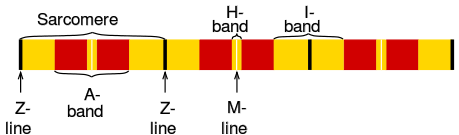 Sarcomere
H-
band
I-
band
A-
band
Z-
line
Z-
line
M-
line